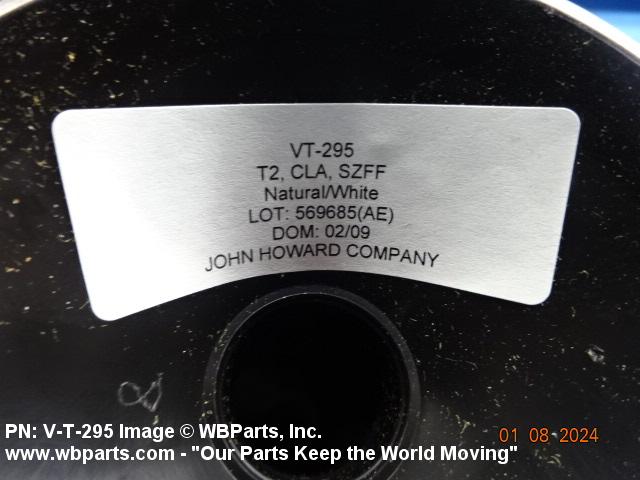 VT-295
T2, CLA, SZFF
Natural/White
LOT: 569685(AE)
DOM: 02/09
JOHN HOWARD COMPANY
8
PN: V-T-295 Image © WBParts, Inc.
01 08 2024
www.wbparts.com - "Our Parts Keep the World Moving"